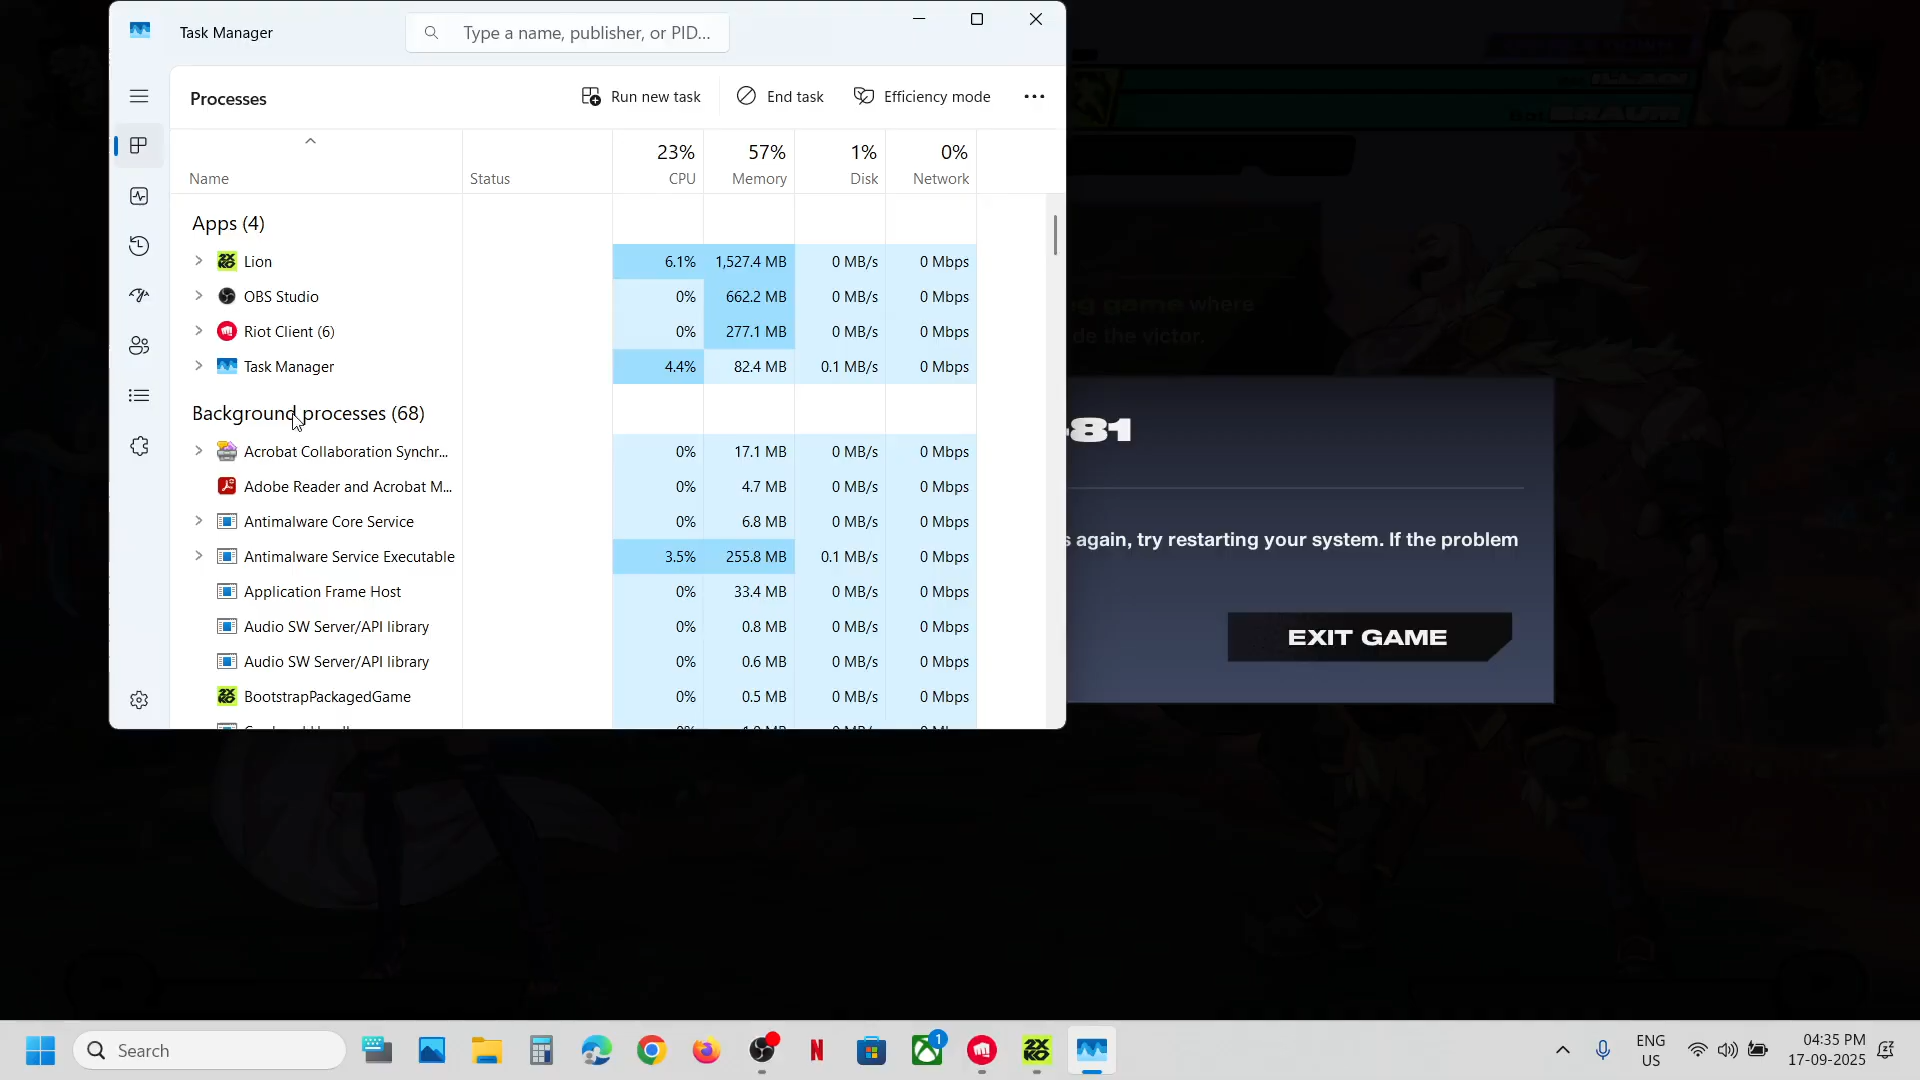 Task Manager
Type a name, publisher, or PID...
Processes
Run new task
End task
Efficiency mode
Name
Status
23%
CPU
57%
Memory
1%
Disk
0%
Network
Apps (4)
Lion 6.1% 1,527.4 MB 0 MB/s 0 Mbps
OBS Studio 0% 662.2 MB 0 MB/s 0 Mbps
Riot Client (6) 0% 277.1 MB 0 MB/s 0 Mbps
Task Manager 4.4% 82.4 MB 0.1 MB/s 0 Mbps
Background processes (68)
Acrobat Collaboration Synchr... 0% 17.1 MB 0 MB/s 0 Mbps
Adobe Reader and Acrobat M... 0% 4.7 MB 0 MB/s 0 Mbps
Antimalware Core Service 0% 6.8 MB 0 MB/s 0 Mbps
Antimalware Service Executable 3.5% 255.8 MB 0.1 MB/s 0 Mbps
Application Frame Host 0% 33.4 MB 0 MB/s 0 Mbps
Audio SW Server/API library 0% 0.8 MB 0 MB/s 0 Mbps
Audio SW Server/API library 0% 0.6 MB 0 MB/s 0 Mbps
BootstrapPackagedGame 0% 0.5 MB 0 MB/s 0 Mbps
BRAUM
game where
de the victor.
81
s again, try restarting your system. If the problem
EXIT GAME
Search
1
2XKO
ENG
US
04:35 PM
17-09-2025